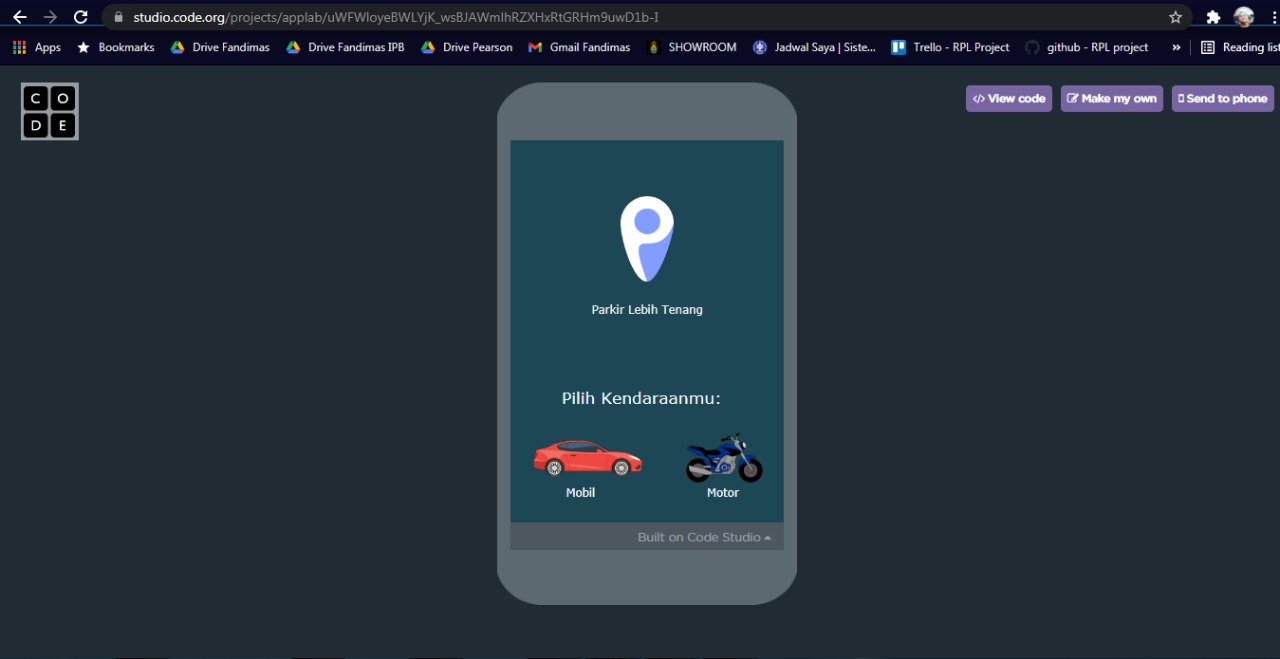 studio.code.org/projects/applab/uWFWIoyeBWLYjK_wsBJAWmIhRZXHxRtGRHm9uwD1b-I
Apps Bookmarks Drive Fandimas Drive Fandimas IPB Drive Pearson Gmail Fandimas SHOWROOM Jadwal Saya | Siste... Trello - RPL Project github - RPL project » Reading list
C O
D E
</> View code Make my own Send to phone
Parkir Lebih Tenang
Pilih Kendaraanmu:
Mobil Motor
Built on Code Studio